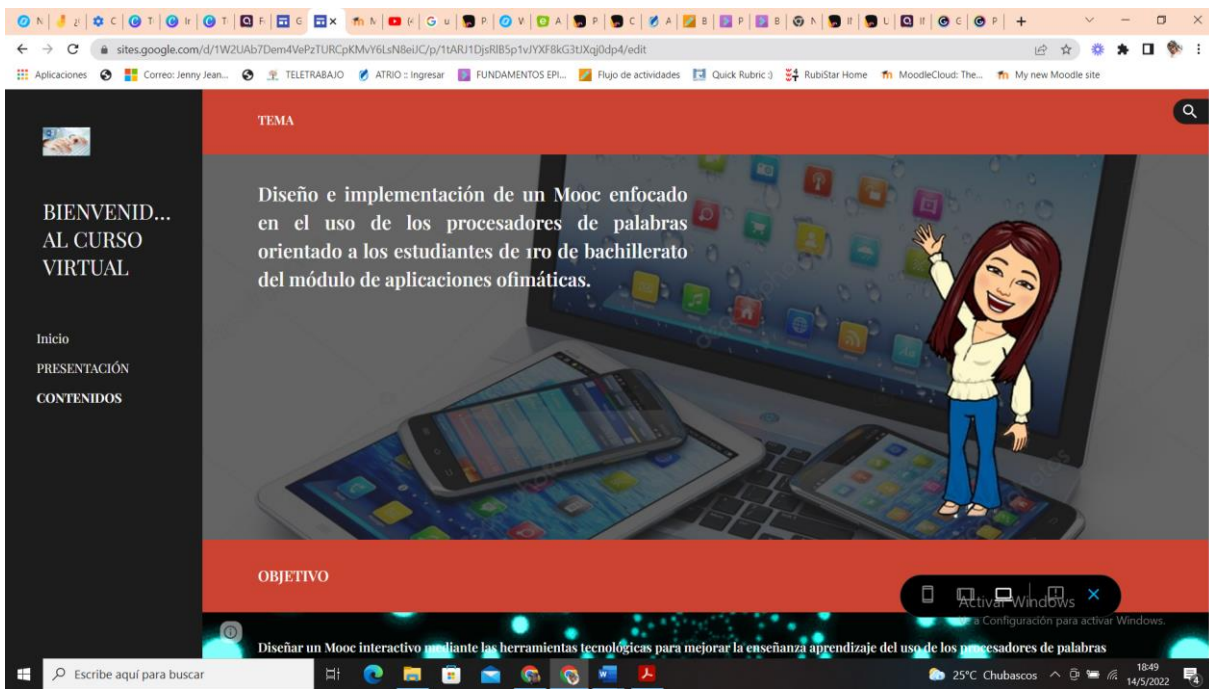 sites.google.com/d/1W2UAb7Dem4VePzTURCpKMvY6LsN8eiJC/p/1tARJ1DjsRIB5p1vJYXF8kG3tJXqj0dp4/edit
Aplicaciones
Correo: Jenny Jean...
TELETRABAJO
ATRIO :: Ingresar
FUNDAMENTOS EPI...
Flujo de actividades
Quick Rubric :)
RubiStar Home
MoodleCloud: The...
My new Moodle site
BIENVENID...
AL CURSO
VIRTUAL
Inicio
PRESENTACIÓN
CONTENIDOS
TEMA
Diseño e implementación de un Mooc enfocado
en el uso de los procesadores de palabras
orientado a los estudiantes de 1ro de bachillerato
del módulo de aplicaciones ofimáticas.
OBJETIVO
Activar Windows
a Configuración para activar Windows.
Diseñar un Mooc interactivo mediante las herramientas tecnológicas para mejorar la enseñanza aprendizaje del uso de los procesadores de palabras
Escribe aquí para buscar
25°C Chubascos
18:49
14/5/2022